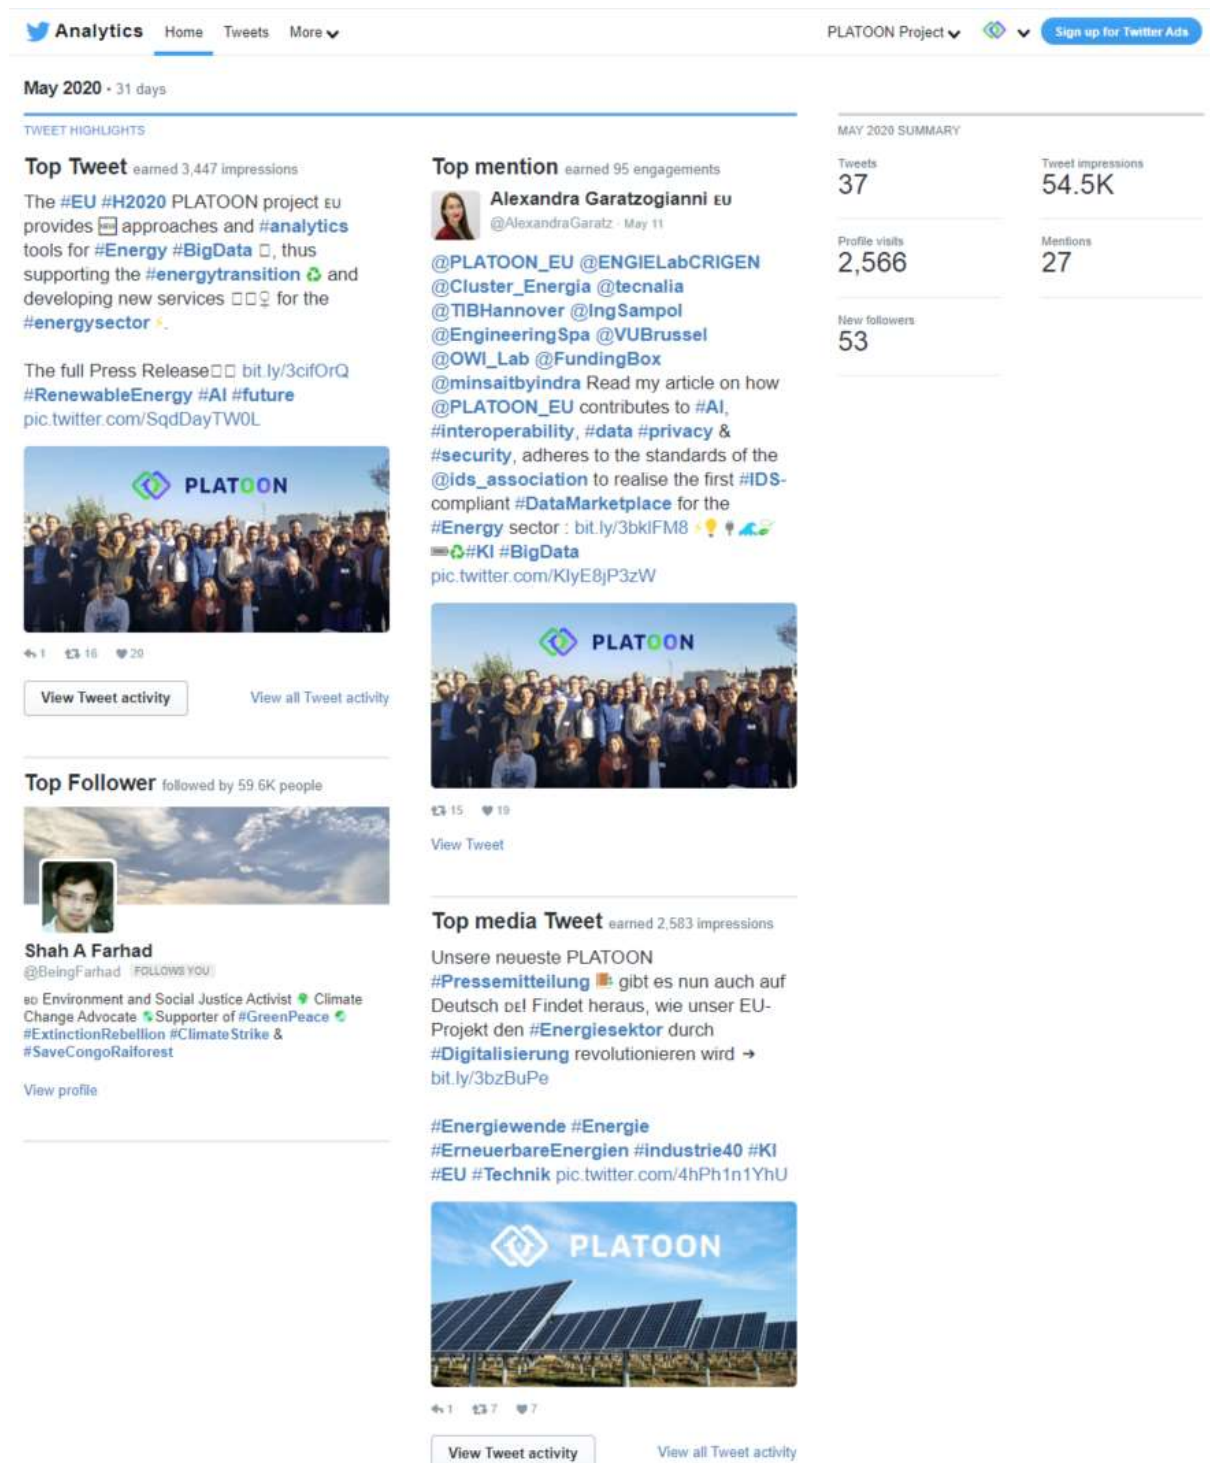 Analytics Home Tweets More PLATOON Project Sign up for Twitter Ads
May 2020 · 31 days
TWEET HIGHLIGHTS
Top Tweet earned 3,447 impressions
The #EU #H2020 PLATOON project EU
provides NEW approaches and #analytics
tools for #Energy #BigData □, thus
supporting the #energytransition ♻ and
developing new services □□♀ for the
#energysector ⚡.
The full Press Release□□ bit.ly/3cifOrQ
#RenewableEnergy #AI #future
pic.twitter.com/SqdDayTW0L
PLATOON
1 16 20
View Tweet activity View all Tweet activity
Top Follower followed by 59.6K people
Shah A Farhad
@BeingFarhad FOLLOWS YOU
BD Environment and Social Justice Activist Climate
Change Advocate Supporter of #GreenPeace
#ExtinctionRebellion #ClimateStrike &
#SaveCongoRaiforest
View profile
Top mention earned 95 engagements
Alexandra Garatzogianni EU
@AlexandraGaratz · May 11
@PLATOON_EU @ENGIELabCRIGEN
@Cluster_Energia @tecnalia
@TIBHannover @IngSampol
@EngineeringSpa @VUBrussel
@OWI_Lab @FundingBox
@minsaitbyindra Read my article on how
@PLATOON_EU contributes to #AI,
#interoperability, #data #privacy &
#security, adheres to the standards of the
@ids_association to realise the first #IDS-
compliant #DataMarketplace for the
#Energy sector : bit.ly/3bklFM8
#KI #BigData
pic.twitter.com/KlyE8jP3zW
PLATOON
15 19
View Tweet
Top media Tweet earned 2,583 impressions
Unsere neueste PLATOON
#Pressemitteilung gibt es nun auch auf
Deutsch DE! Findet heraus, wie unser EU-
Projekt den #Energiesektor durch
#Digitalisierung revolutionieren wird →
bit.ly/3bzBuPe
#Energiewende #Energie
#ErneuerbareEnergien #industrie40 #KI
#EU #Technik pic.twitter.com/4hPh1n1YhU
PLATOON
1 7 7
View Tweet activity View all Tweet activity
MAY 2020 SUMMARY
Tweets Tweet impressions
37 54.5K
Profile visits Mentions
2,566 27
New followers
53